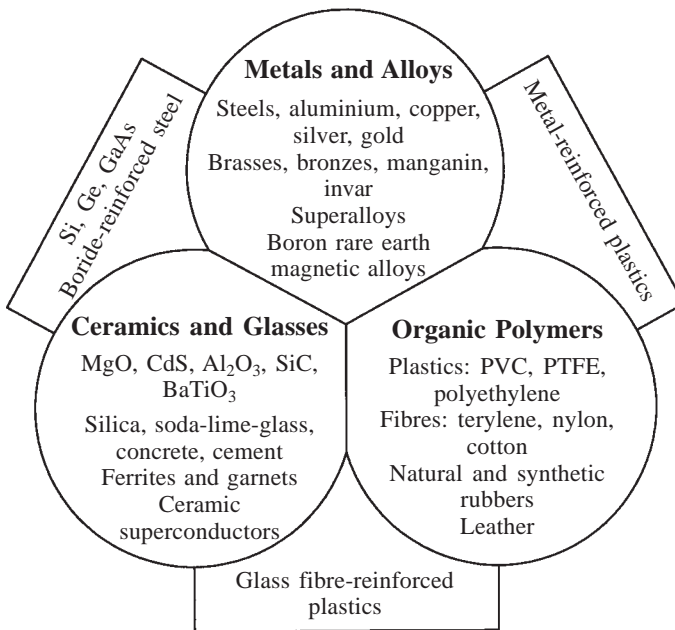 Metals and Alloys
Steels, aluminium, copper,
silver, gold
Brasses, bronzes, manganin,
invar
Superalloys
Boron rare earth
magnetic alloys
Si, Ge, GaAs
Boride-reinforced steel
Metal-reinforced plastics
Ceramics and Glasses
MgO, CdS, Al₂O₃, SiC,
BaTiO₃
Silica, soda-lime-glass,
concrete, cement
Ferrites and garnets
Ceramic
superconductors
Organic Polymers
Plastics: PVC, PTFE,
polyethylene
Fibres: terylene, nylon,
cotton
Natural and synthetic
rubbers
Leather
Glass fibre-reinforced
plastics